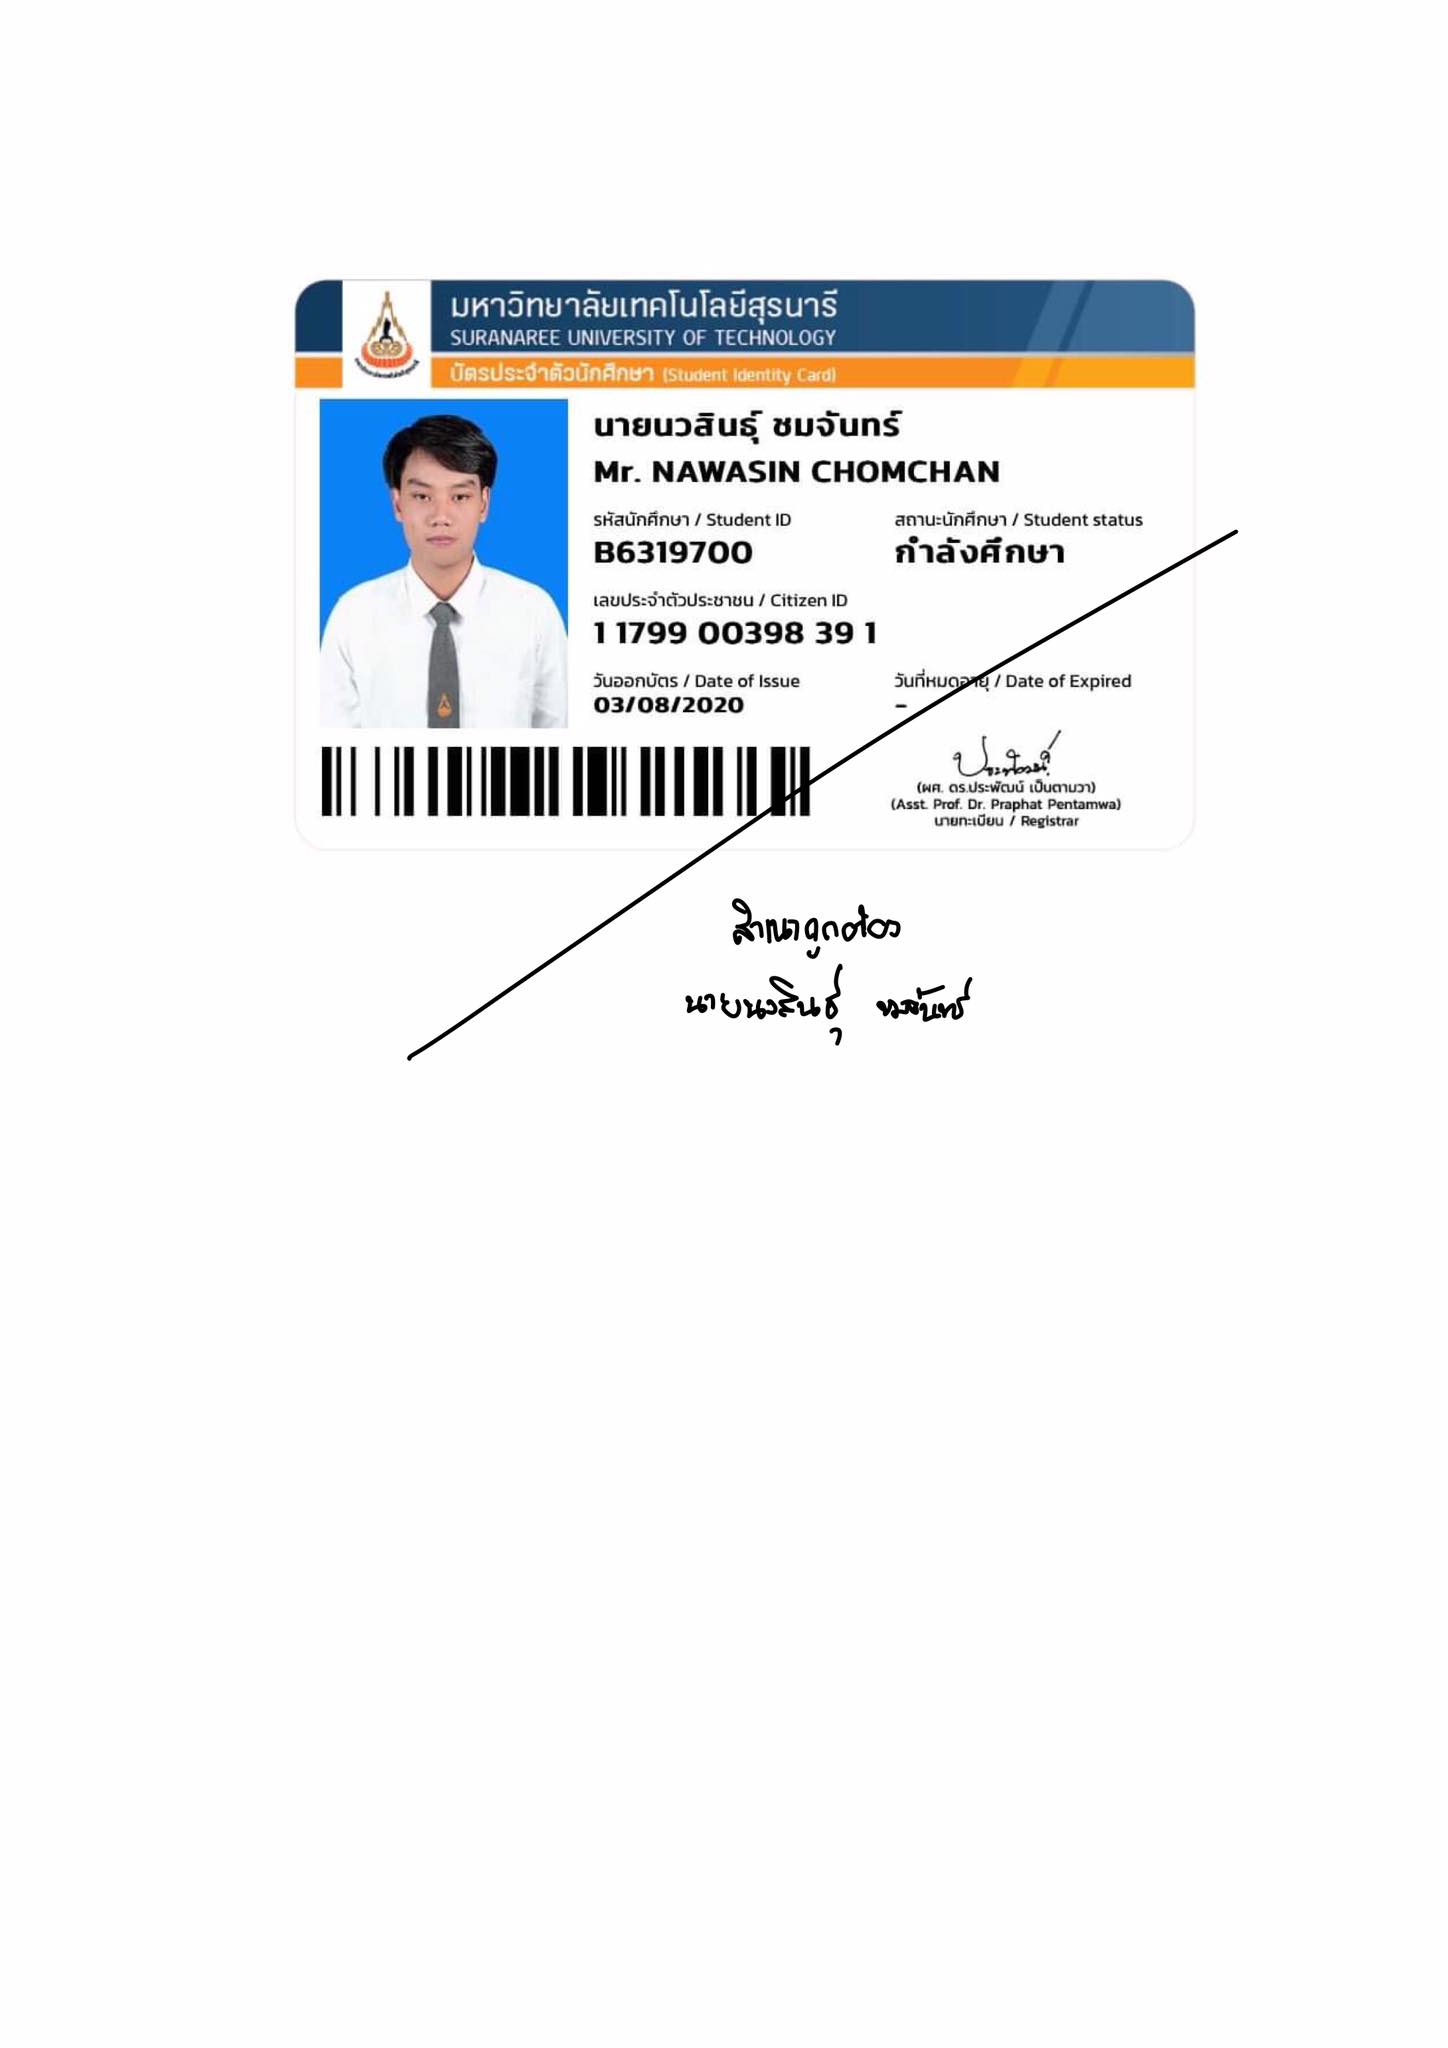 มหาวิทยาลัยเทคโนโลยีสุรนารี
SURANAREE UNIVERSITY OF TECHNOLOGY
บัตรประจำตัวนักศึกษา (Student Identity Card)
นายนวสินธุ์ ชมจันทร์
Mr. NAWASIN CHOMCHAN
รหัสนักศึกษา / Student ID
B6319700
สถานะนักศึกษา / Student status
กำลังศึกษา
เลขประจำตัวประชาชน / Citizen ID
1 1799 00398 39 1
วันออกบัตร / Date of Issue
03/08/2020
วันที่หมดอายุ / Date of Expired
-
(ผศ. ดร.ประพัฒน์ เป็นตามวา)
(Asst. Prof. Dr. Praphat Pentamwa)
นายทะเบียน / Registrar
สำเนาถูกต้อง
นายนวสินธุ์ ชมจันทร์